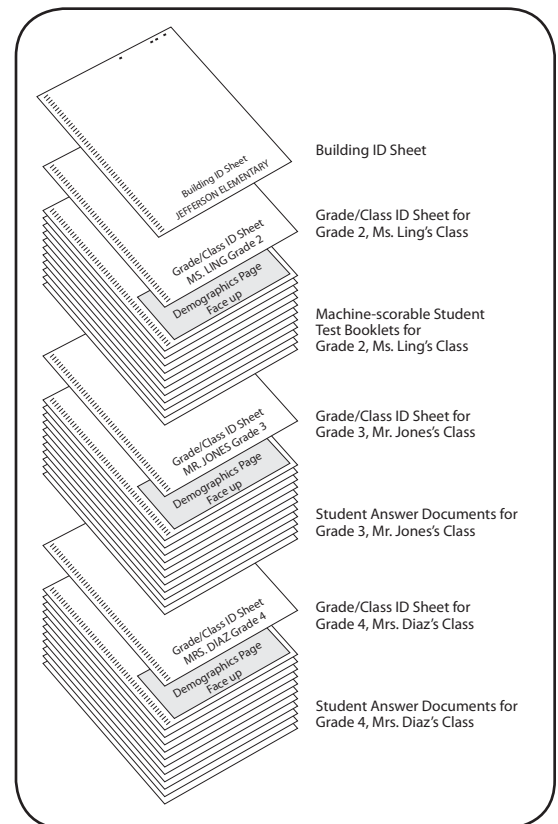 Building ID Sheet
JEFFERSON ELEMENTARY
Building ID Sheet
Grade/Class ID Sheet
MS. LING Grade 2
Grade/Class ID Sheet for
Grade 2, Ms. Ling's Class
Demographics Page
Face up
Machine-scorable Student
Test Booklets for
Grade 2, Ms. Ling's Class
Grade/Class ID Sheet
MR. JONES Grade 3
Grade/Class ID Sheet for
Grade 3, Mr. Jones's Class
Demographics Page
Face up
Student Answer Documents for
Grade 3, Mr. Jones's Class
Grade/Class ID Sheet
MRS. DIAZ Grade 4
Grade/Class ID Sheet for
Grade 4, Mrs. Diaz's Class
Demographics Page
Face up
Student Answer Documents for
Grade 4, Mrs. Diaz's Class